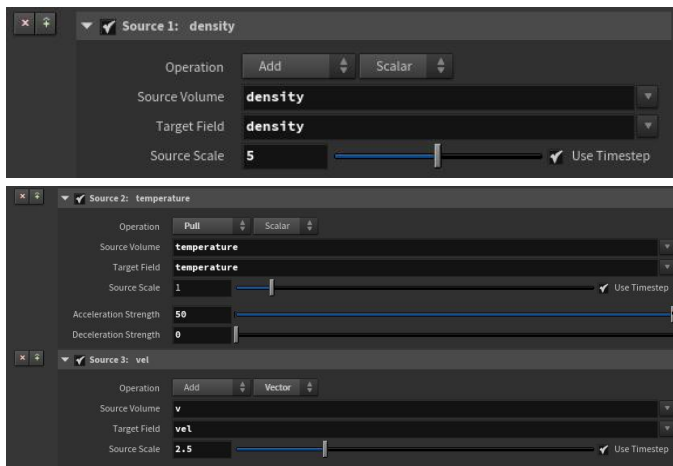 Source 1: density
Operation Add Scalar
Source Volume density
Target Field density
Source Scale 5 Use Timestep
Source 2: temperature
Operation Pull Scalar
Source Volume temperature
Target Field temperature
Source Scale 1 Use Timestep
Acceleration Strength 50
Deceleration Strength 0
Source 3: vel
Operation Add Vector
Source Volume v
Target Field vel
Source Scale 2.5 Use Timestep